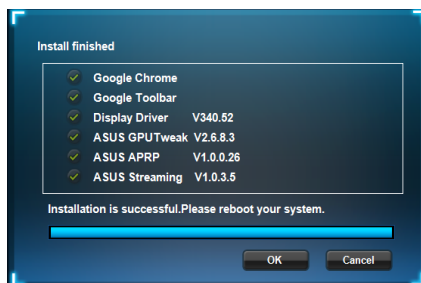 Install finished
Google Chrome
Google Toolbar
Display Driver V340.52
ASUS GPUTweak V2.6.8.3
ASUS APRP V1.0.0.26
ASUS Streaming V1.0.3.5
Installation is successful.Please reboot your system.
OK Cancel